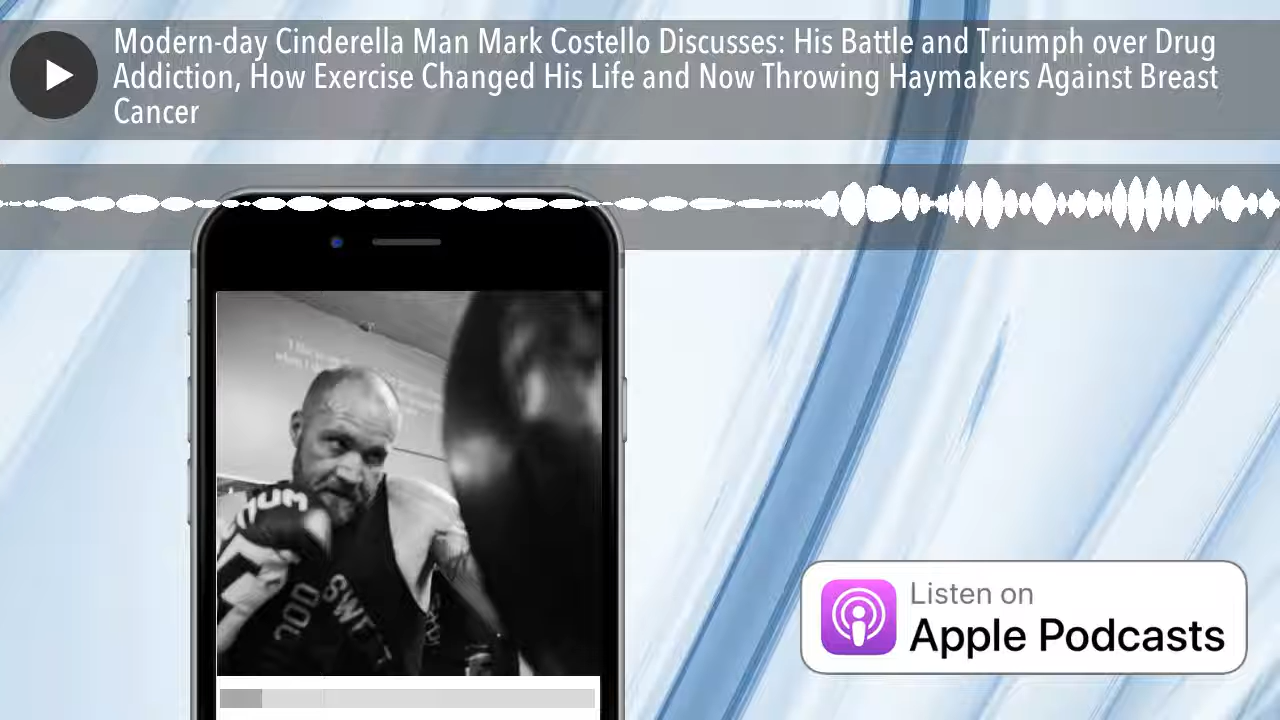 Modern-day Cinderella Man Mark Costello Discusses: His Battle and Triumph over Drug
Addiction, How Exercise Changed His Life and Now Throwing Haymakers Against Breast
Cancer
Listen on
Apple Podcasts